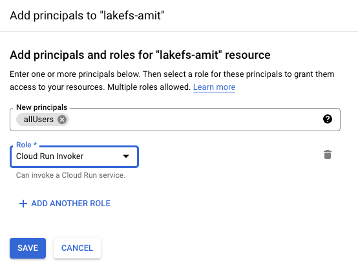 Add principals to "lakefs-amit"
Add principals and roles for "lakefs-amit" resource
Enter one or more principals below. Then select a role for these principals to grant them
access to your resources. Multiple roles allowed. Learn more
New principals
allUsers
Role *
Cloud Run Invoker
Can invoke a Cloud Run service.
+ ADD ANOTHER ROLE
SAVE CANCEL